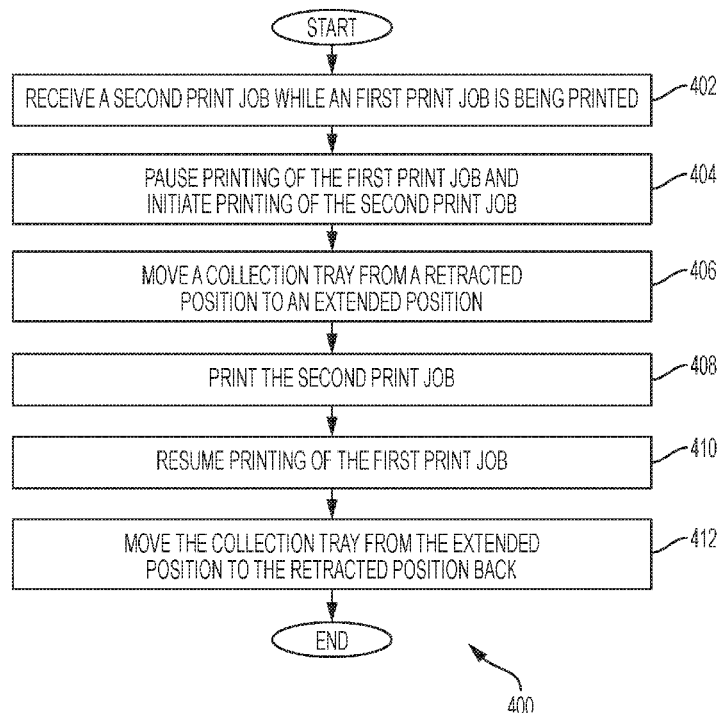 START
RECEIVE A SECOND PRINT JOB WHILE AN FIRST PRINT JOB IS BEING PRINTED
402
PAUSE PRINTING OF THE FIRST PRINT JOB AND
INITIATE PRINTING OF THE SECOND PRINT JOB
404
MOVE A COLLECTION TRAY FROM A RETRACTED
POSITION TO AN EXTENDED POSITION
406
PRINT THE SECOND PRINT JOB
408
RESUME PRINTING OF THE FIRST PRINT JOB
410
MOVE THE COLLECTION TRAY FROM THE EXTENDED
POSITION TO THE RETRACTED POSITION BACK
412
END
400